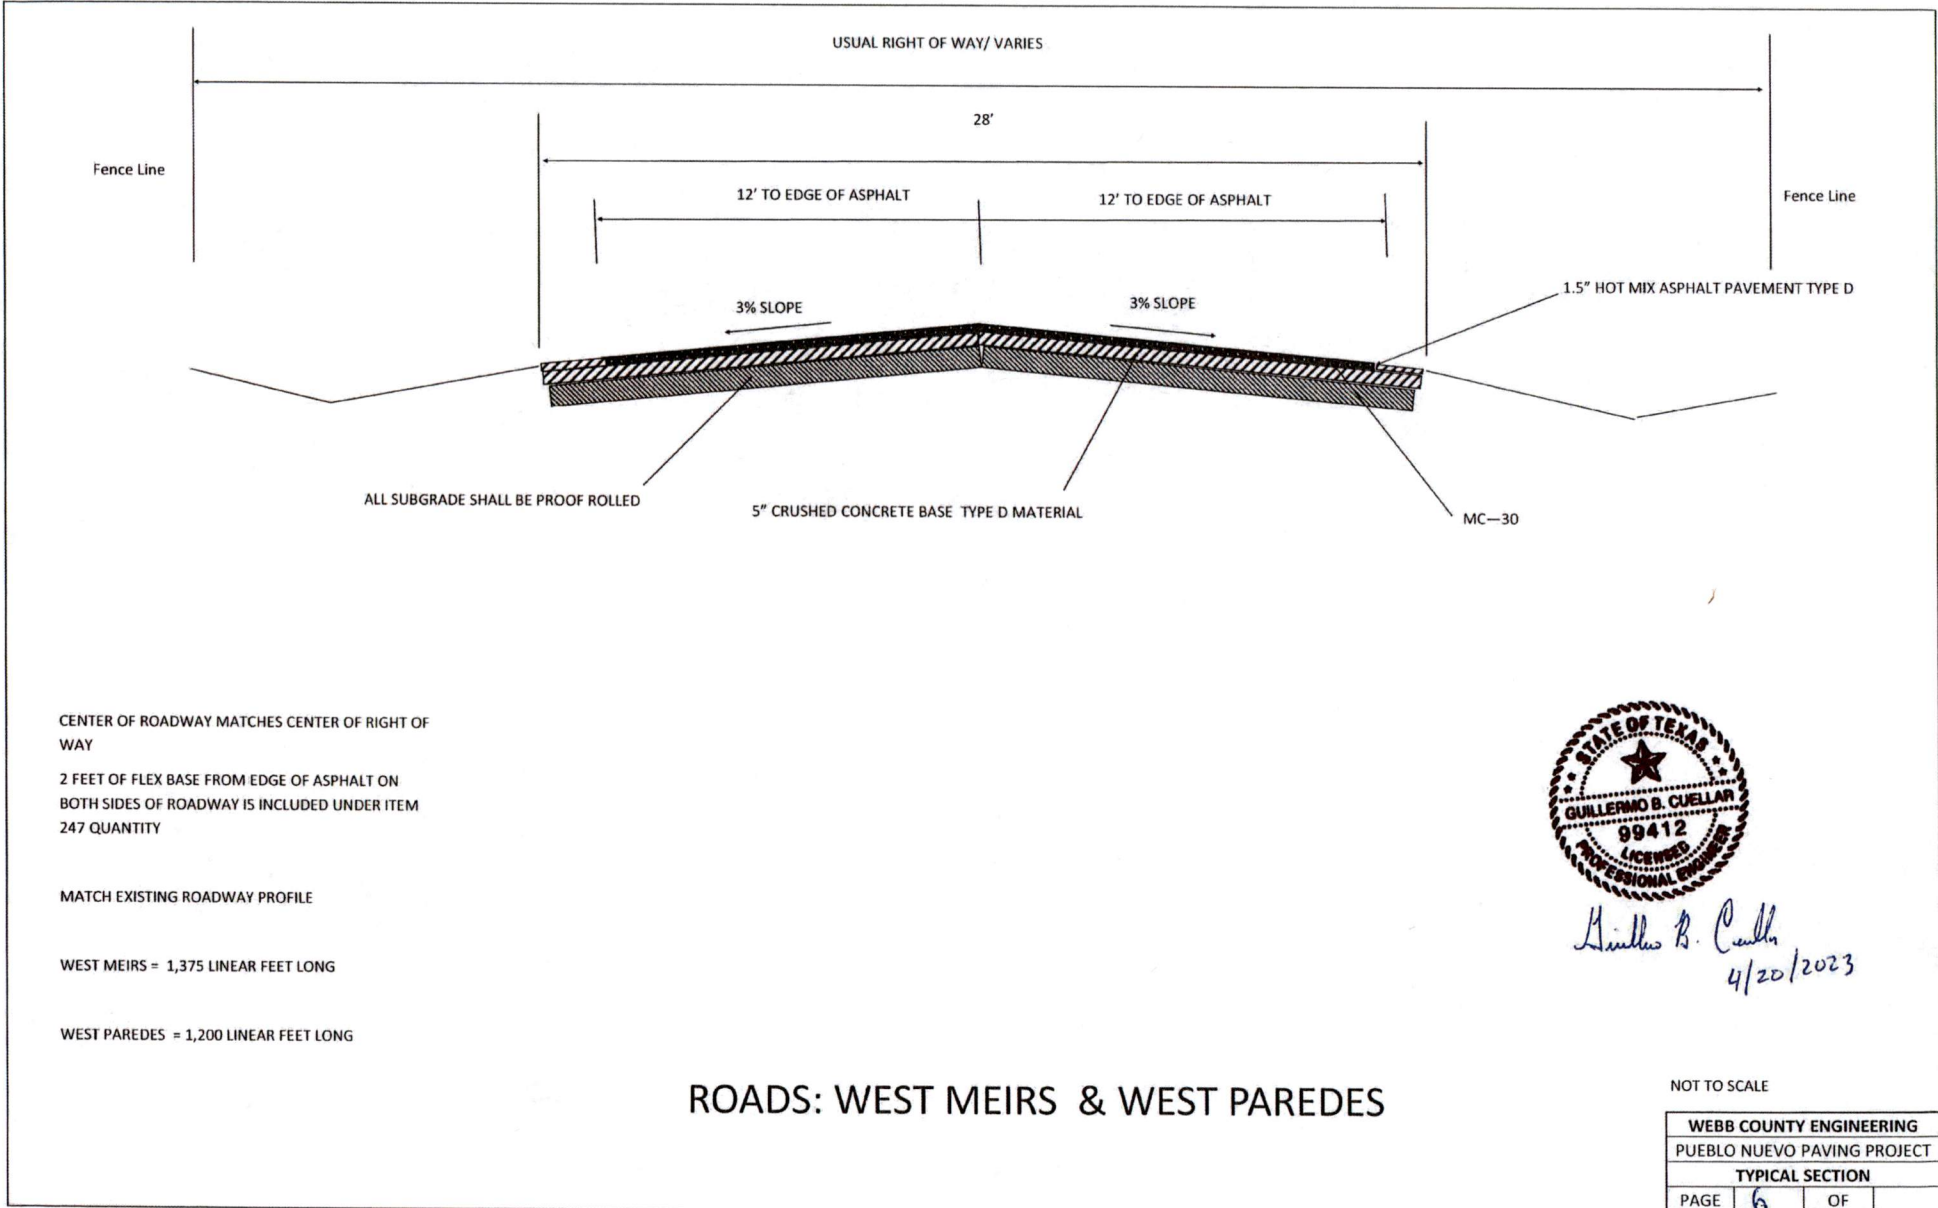 USUAL RIGHT OF WAY/ VARIES
28'
Fence Line
12' TO EDGE OF ASPHALT
12' TO EDGE OF ASPHALT
Fence Line
1.5" HOT MIX ASPHALT PAVEMENT TYPE D
3% SLOPE
3% SLOPE
ALL SUBGRADE SHALL BE PROOF ROLLED
5" CRUSHED CONCRETE BASE TYPE D MATERIAL
MC—30
CENTER OF ROADWAY MATCHES CENTER OF RIGHT OF
WAY
2 FEET OF FLEX BASE FROM EDGE OF ASPHALT ON
BOTH SIDES OF ROADWAY IS INCLUDED UNDER ITEM
247 QUANTITY
MATCH EXISTING ROADWAY PROFILE
WEST MEIRS = 1,375 LINEAR FEET LONG
WEST PAREDES = 1,200 LINEAR FEET LONG
STATE OF TEXAS
GUILLERMO B. CUELLAR
99412
LICENSED
PROFESSIONAL ENGINEER
4/20/2023
ROADS: WEST MEIRS & WEST PAREDES
NOT TO SCALE
WEBB COUNTY ENGINEERING
PUEBLO NUEVO PAVING PROJECT
TYPICAL SECTION
PAGE 6 OF